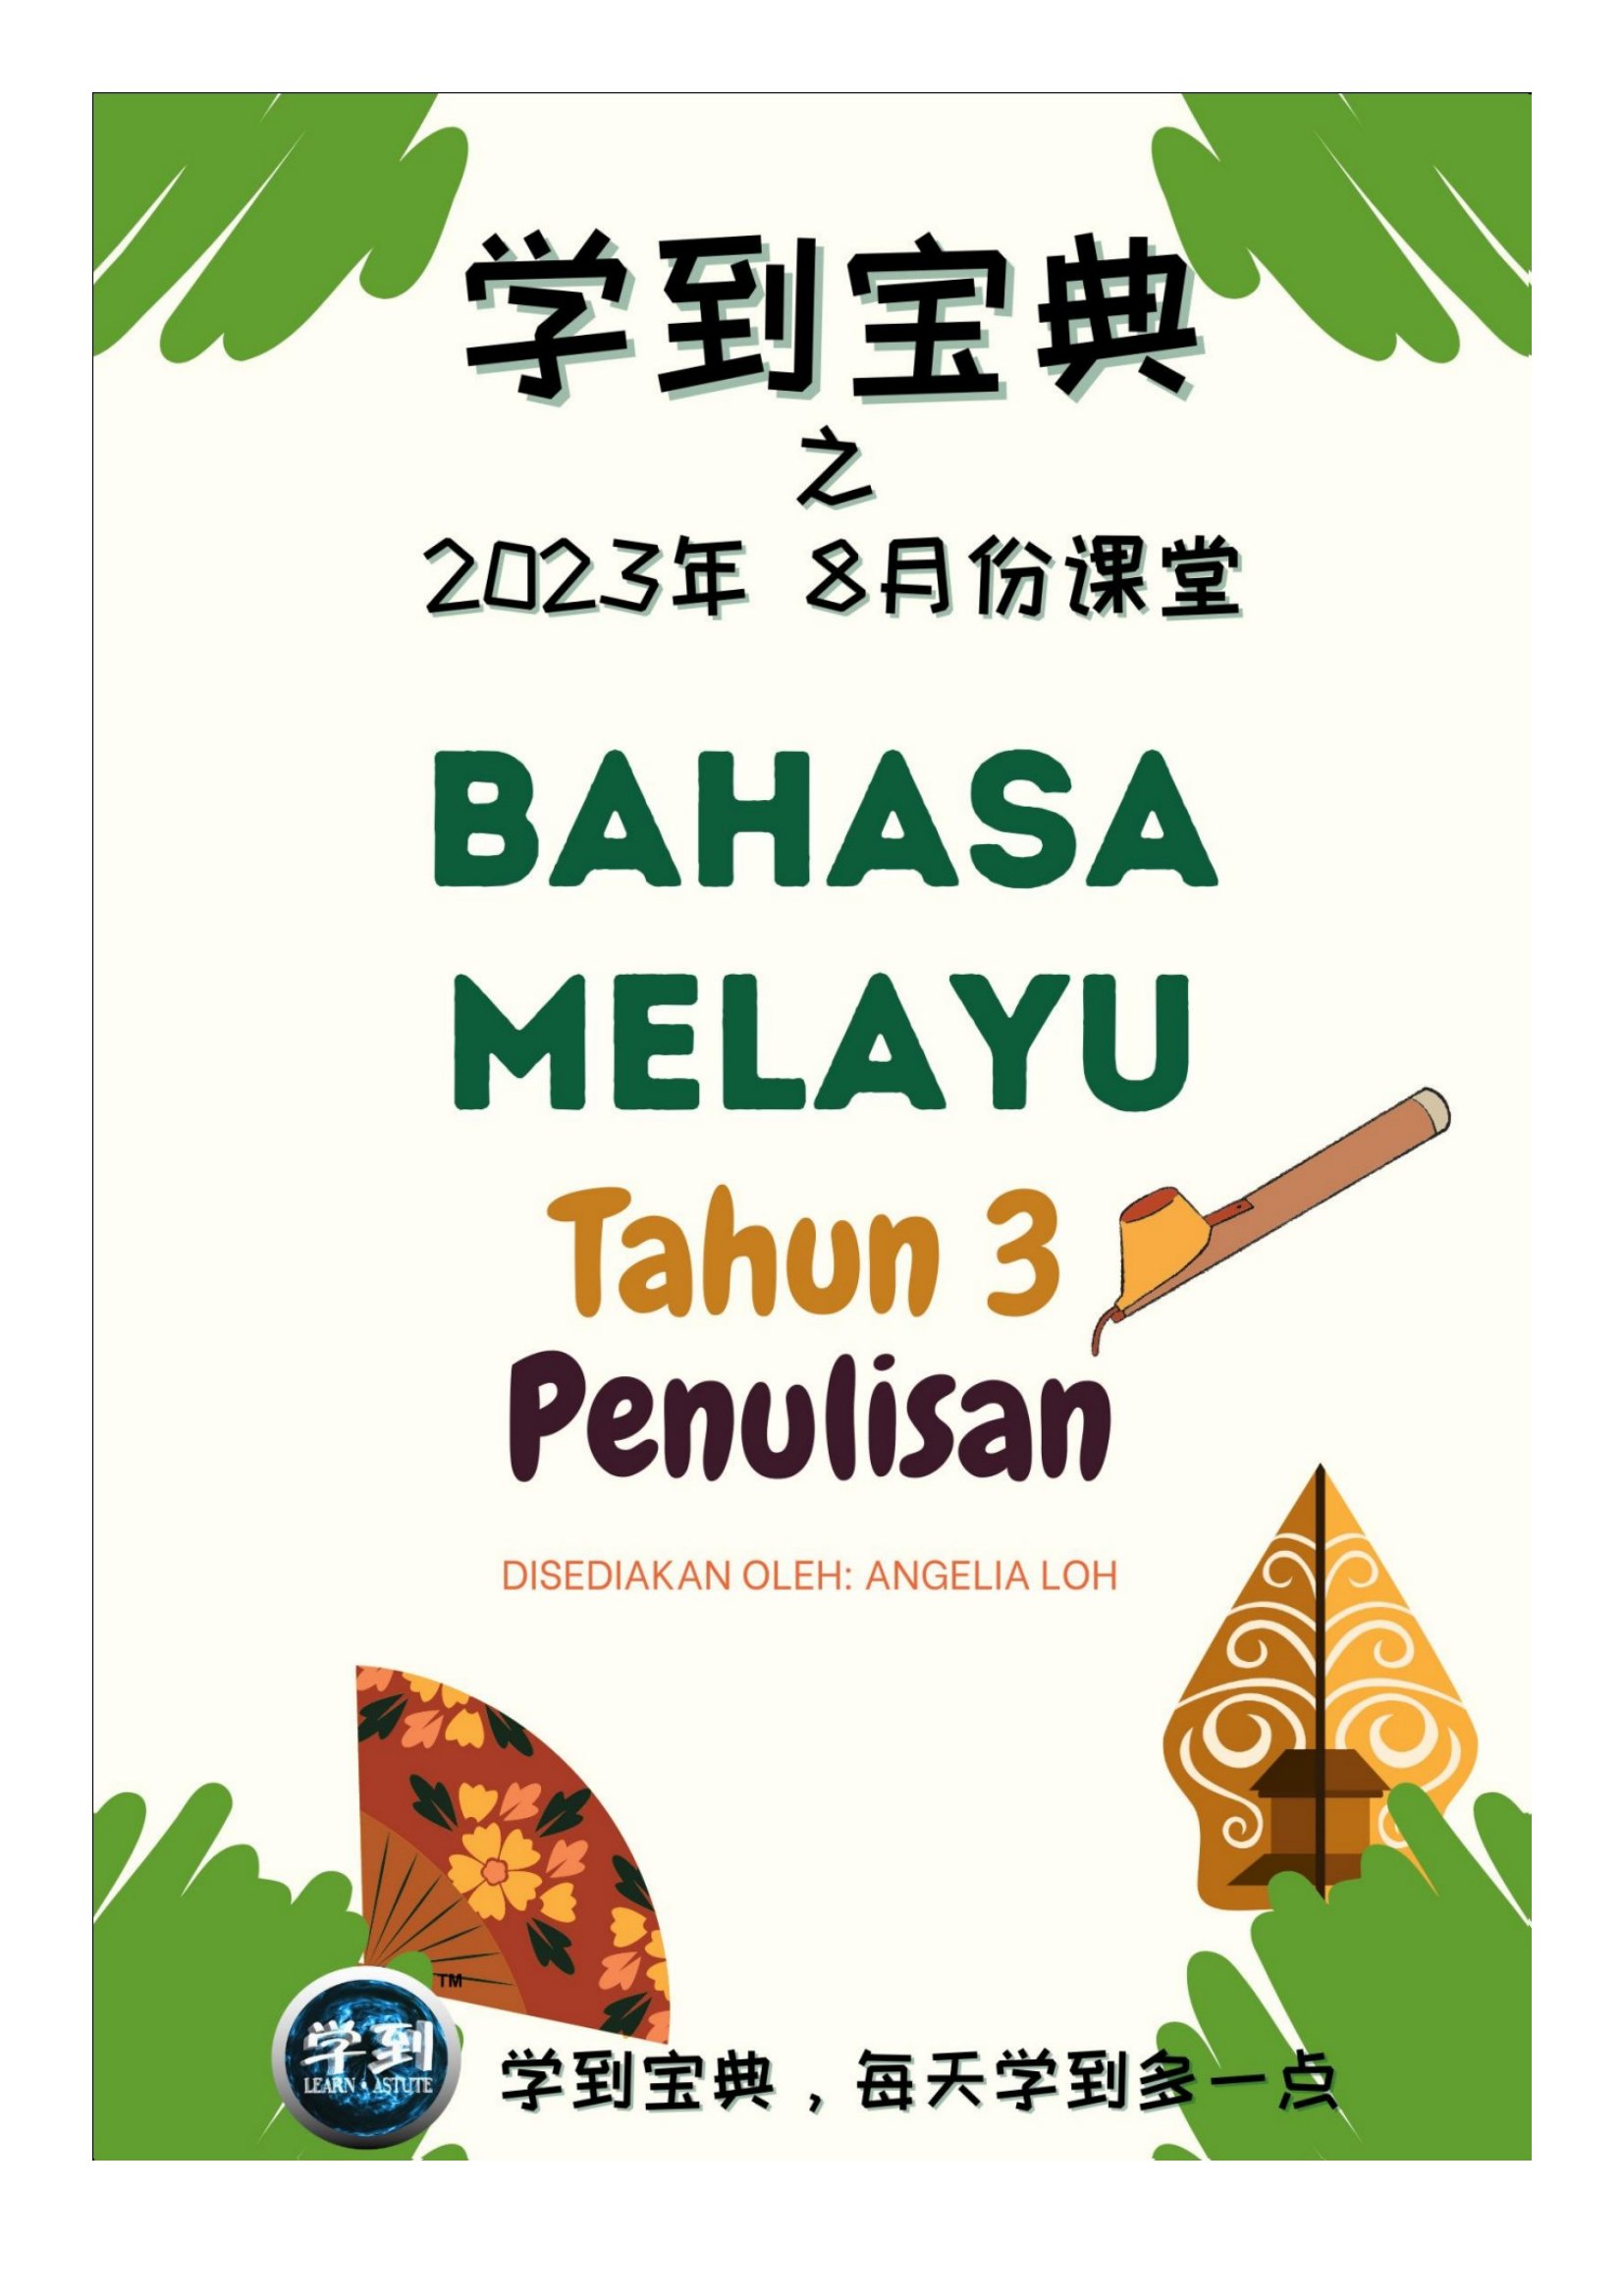 学到宝典
之
2023年 8月份课堂
BAHASA
MELAYU
Tahun 3
Penulisan
DISEDIAKAN OLEH: ANGELIA LOH
TM
学到
LEARN • ASTUTE
学到宝典，每天学到多一点